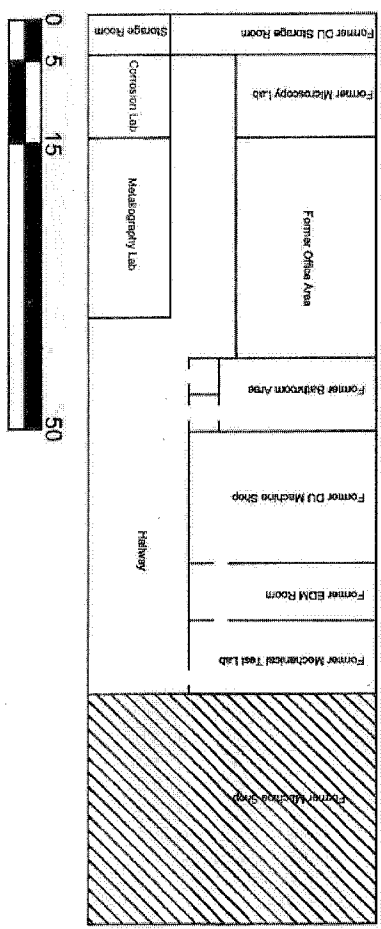 0
5
15
50
Storage Room
Former DU Storage Room
Corrosion Lab
Former Microscopy Lab
Metallography Lab
Former Office Area
Former Bathroom Area
Former DU Machine Shop
Hallway
Former EDM Room
Former Mechanical Test Lab
Former Machine Shop